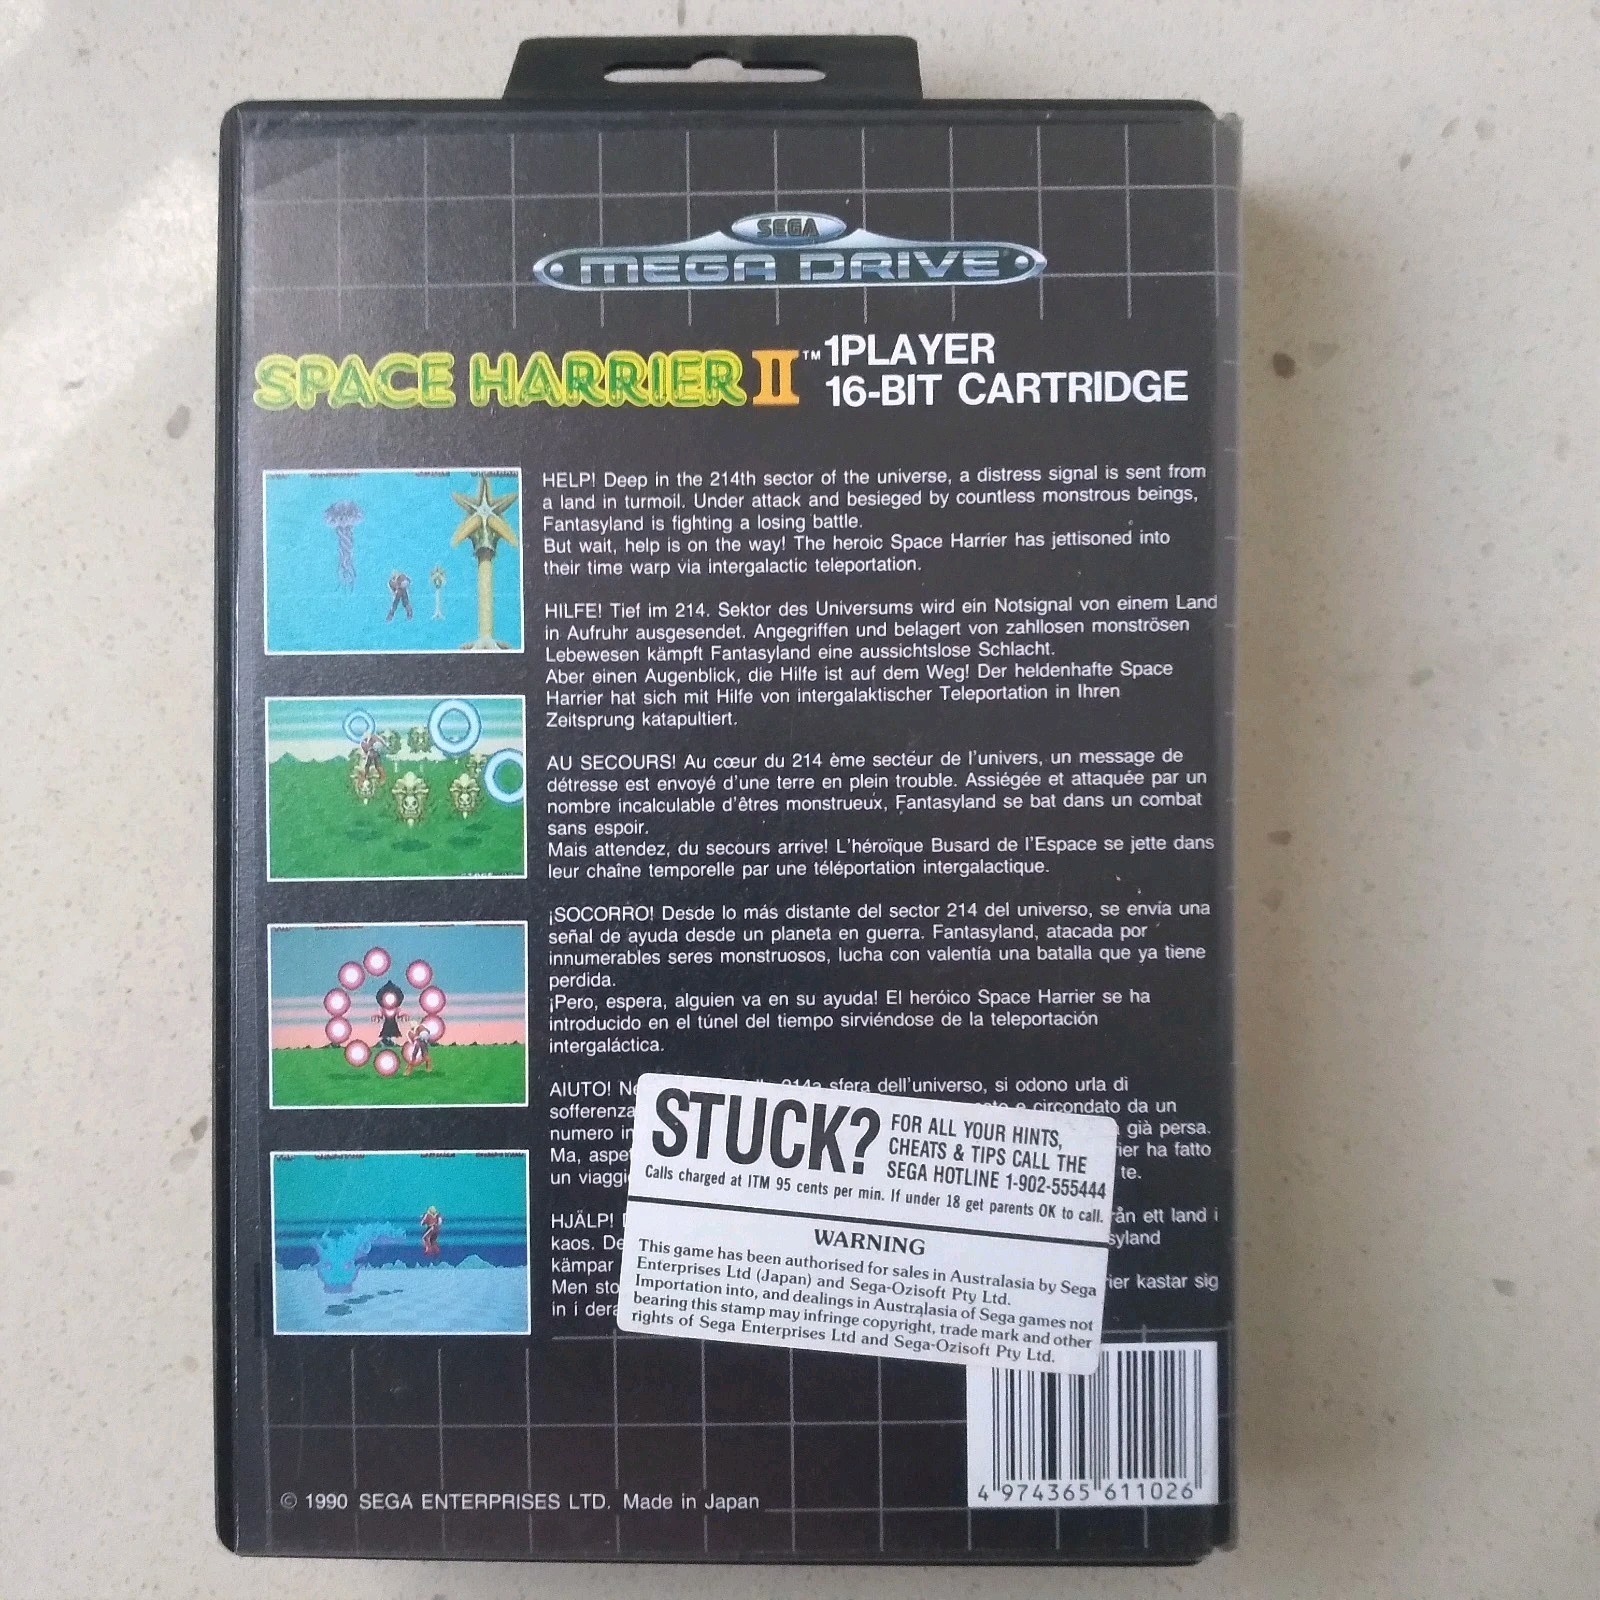 SEGA
MEGA DRIVE
SPACE HARRIER II™
1PLAYER
16-BIT CARTRIDGE
HELP! Deep in the 214th sector of the universe, a distress signal is sent from
a land in turmoil. Under attack and besieged by countless monstrous beings,
Fantasyland is fighting a losing battle.
But wait, help is on the way! The heroic Space Harrier has jettisoned into
their time warp via intergalactic teleportation.
HILFE! Tief im 214. Sektor des Universums wird ein Notsignal von einem Land
in Aufruhr ausgesendet. Angegriffen und belagert von zahllosen monströsen
Lebewesen kämpft Fantasyland eine aussichtslose Schlacht.
Aber einen Augenblick, die Hilfe ist auf dem Weg! Der heldenhafte Space
Harrier hat sich mit Hilfe von intergalaktischer Teleportation in Ihren
Zeitsprung katapultiert.
AU SECOURS! Au cœur du 214 ème secteur de l'univers, un message de
détresse est envoyé d'une terre en plein trouble. Assiégée et attaquée par un
nombre incalculable d'êtres monstrueux, Fantasyland se bat dans un combat
sans espoir.
Mais attendez, du secours arrive! L'héroïque Busard de l'Espace se jette dans
leur chaîne temporelle par une téléportation intergalactique.
¡SOCORRO! Desde lo más distante del sector 214 del universo, se envía una
señal de ayuda desde un planeta en guerra. Fantasyland, atacada por
innumerables seres monstruosos, lucha con valentía una batalla que ya tiene
perdida.
¡Pero, espera, alguien va en su ayuda! El heróico Space Harrier se ha
introducido en el túnel del tiempo sirviéndose de la teleportación
intergaláctica.
AIUTO! 214a sfera dell'universo, si odono urla di
sofferenza e circondato da un
numero già persa.
Ma, ha fatto
un te.
HJÄLP! ett land i
kaos.
kämpar
Men kastar sig
in i
STUCK?
FOR ALL YOUR HINTS,
CHEATS & TIPS CALL THE
SEGA HOTLINE 1-902-555444
Calls charged at ITM 95 cents per min. If under 18 get parents OK to call.
WARNING
This game has been authorised for sales in Australasia by Sega
Enterprises Ltd (Japan) and Sega-Ozisoft Pty Ltd.
Importation into, and dealings in Australasia of Sega games not
bearing this stamp may infringe copyright, trade mark and other
rights of Sega Enterprises Ltd and Sega-Ozisoft Pty Ltd.
4 974365 611026
© 1990 SEGA ENTERPRISES LTD. Made in Japan